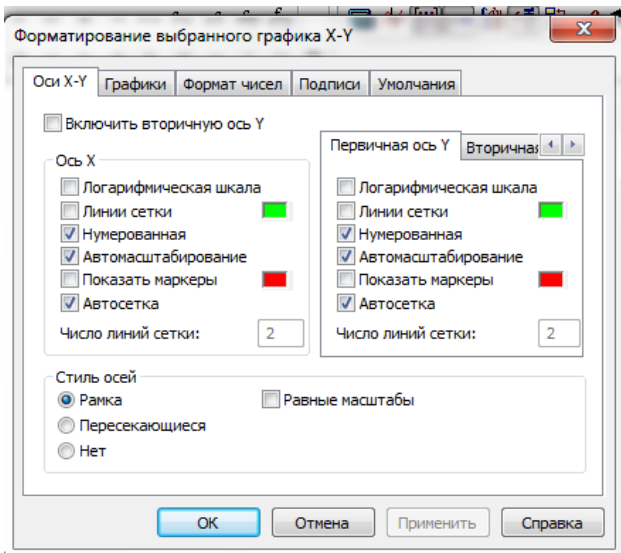 Форматирование выбранного графика X-Y
Оси X-Y Графики Формат чисел Подписи Умолчания
Включить вторичную ось Y
Ось X
Логарифмическая шкала
Линии сетки
Нумерованная
Автомасштабирование
Показать маркеры
Автосетка
Число линий сетки: 2
Первичная ось Y Вторичная
Логарифмическая шкала
Линии сетки
Нумерованная
Автомасштабирование
Показать маркеры
Автосетка
Число линий сетки: 2
Стиль осей
Рамка Равные масштабы
Пересекающиеся
Нет
OK Отмена Применить Справка